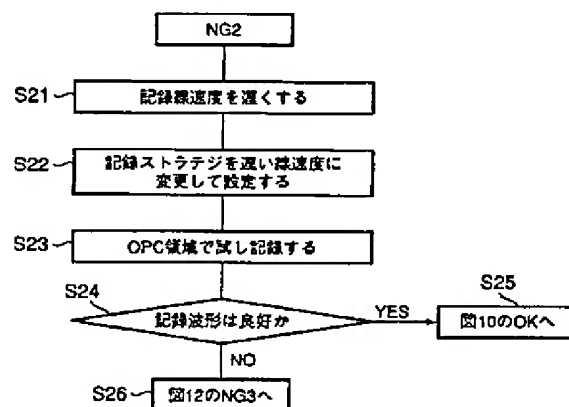 NG2
S21
記録線速度を遅くする
S22
記録ストラテジを遅い線速度に
変更して設定する
S23
OPC領域で試し記録する
S24
記録波形は良好か
YES
S25
図10のOKへ
NO
S26
図12のNG3へ